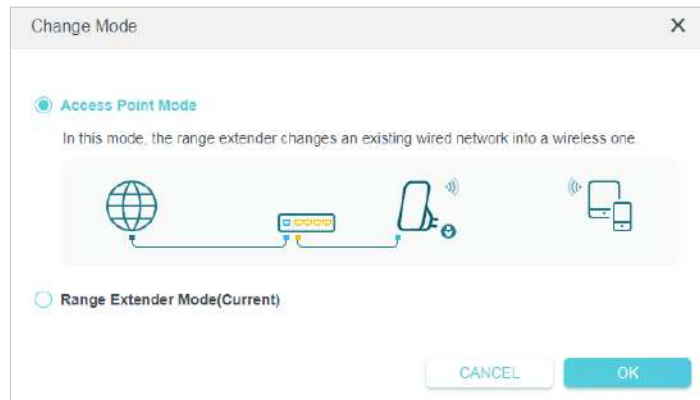 Change Mode
Access Point Mode
In this mode, the range extender changes an existing wired network into a wireless one
Range Extender Mode(Current)
CANCEL
OK